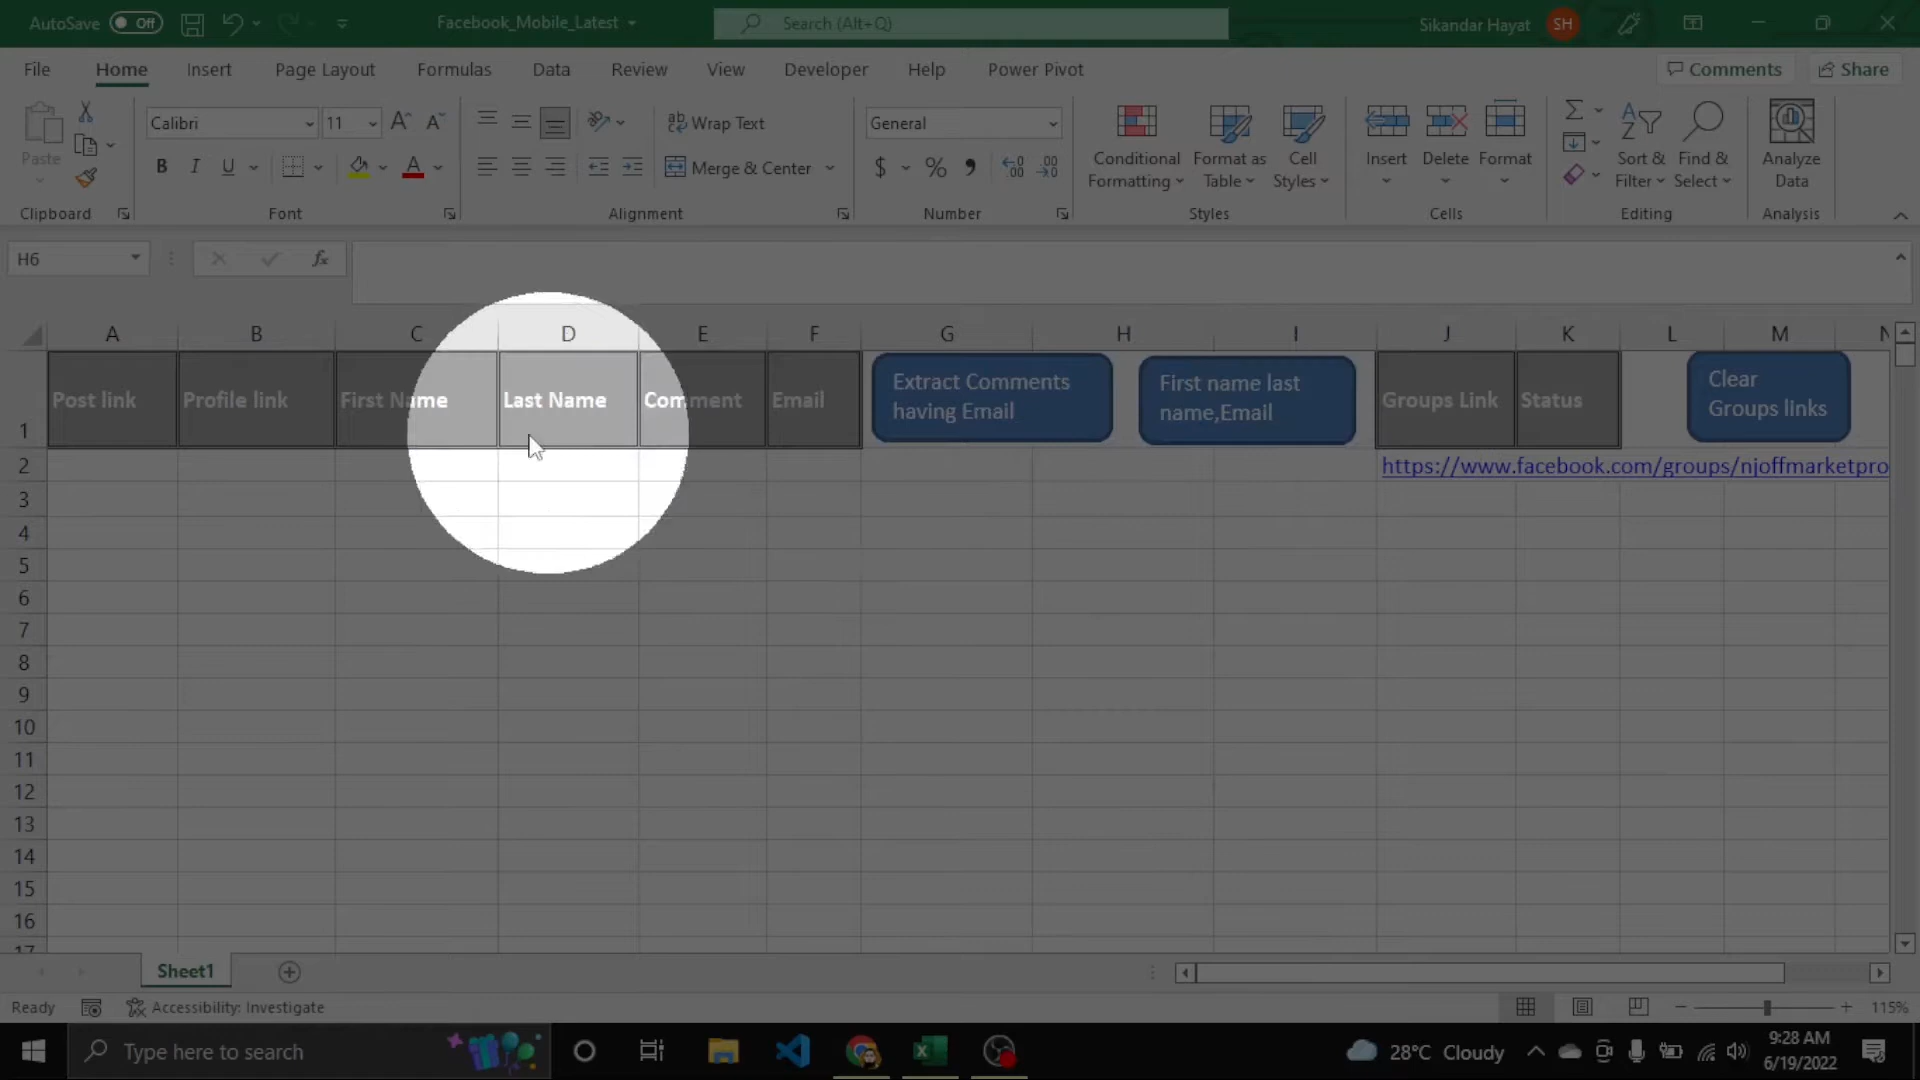 AutoSave Off
Facebook_Mobile_Latest
Search (Alt+Q)
Sikandar Hayat SH
File Home Insert Page Layout Formulas Data Review View Developer Help Power Pivot
Comments Share
Paste
Calibri 11
B I U A
Wrap Text
Merge & Center
General
$ % ,
Conditional
Formatting
Format as
Table
Cell
Styles
Insert Delete Format
Sort &
Filter
Find &
Select
Analyze
Data
Clipboard Font Alignment Number Styles Cells Editing Analysis
H6
fx
A B C D E F G H I J K L M N
1
Post link Profile link First Name Last Name Comment Email
Extract Comments
having Email
First name last
name,Email
Groups Link Status
Clear
Groups links
2 https://www.facebook.com/groups/njoffmarketpro
3
4
5
6
7
8
9
10
11
12
13
14
15
16
17
Sheet1
Ready Accessibility: Investigate
115%
Type here to search
28°C Cloudy
9:28 AM
6/19/2022